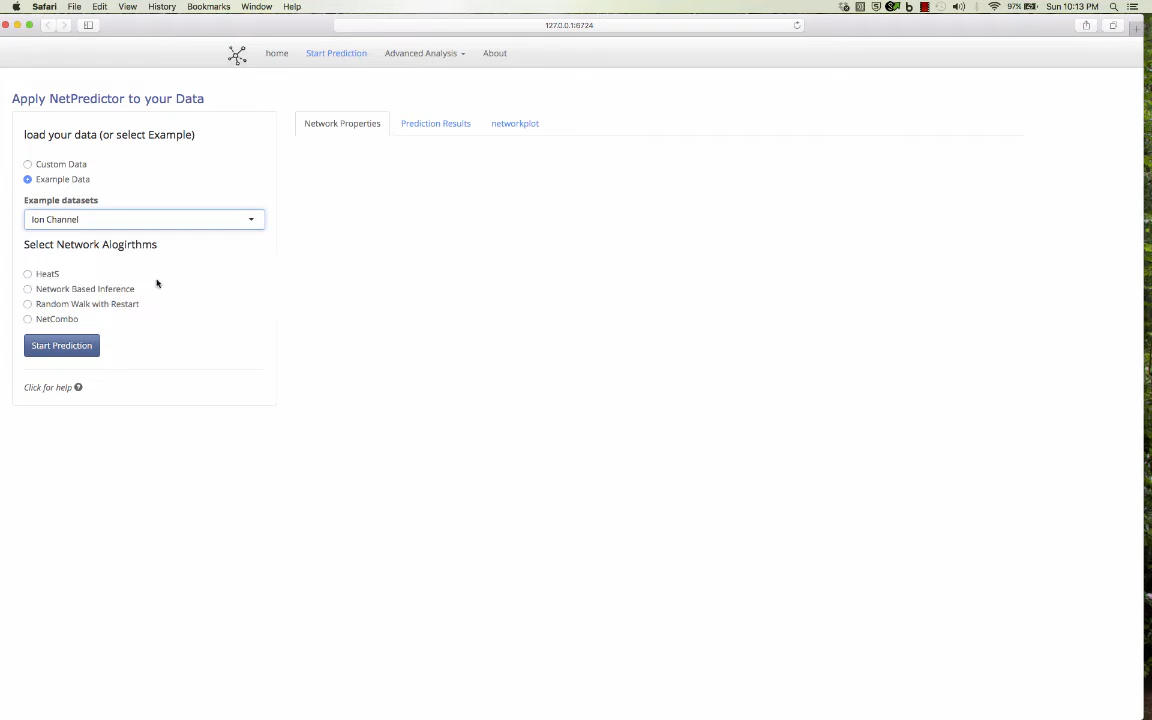 Safari File Edit View History Bookmarks Window Help 97% Sun 10:13 PM
127.0.0.1:6724
home Start Prediction Advanced Analysis About
Apply NetPredictor to your Data
load your data (or select Example)
Custom Data
Example Data
Example datasets
Ion Channel
Select Network Alogirthms
HeatS
Network Based Inference
Random Walk with Restart
NetCombo
Start Prediction
Click for help
Network Properties Prediction Results networkplot